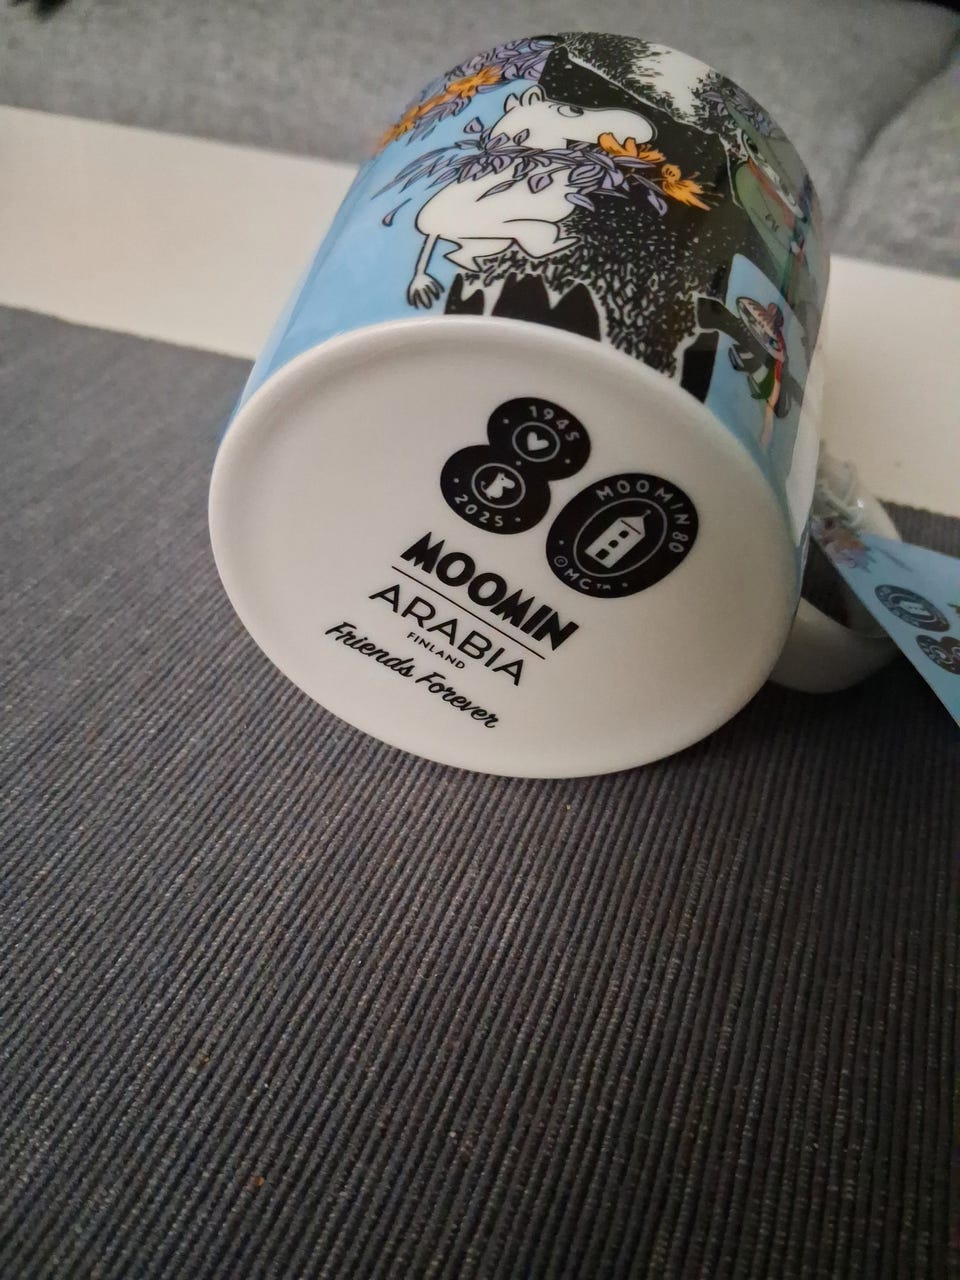 1945
2025
MOOMIN 80
©MC™
80
MOOMIN
ARABIA
FINLAND
Friends Forever